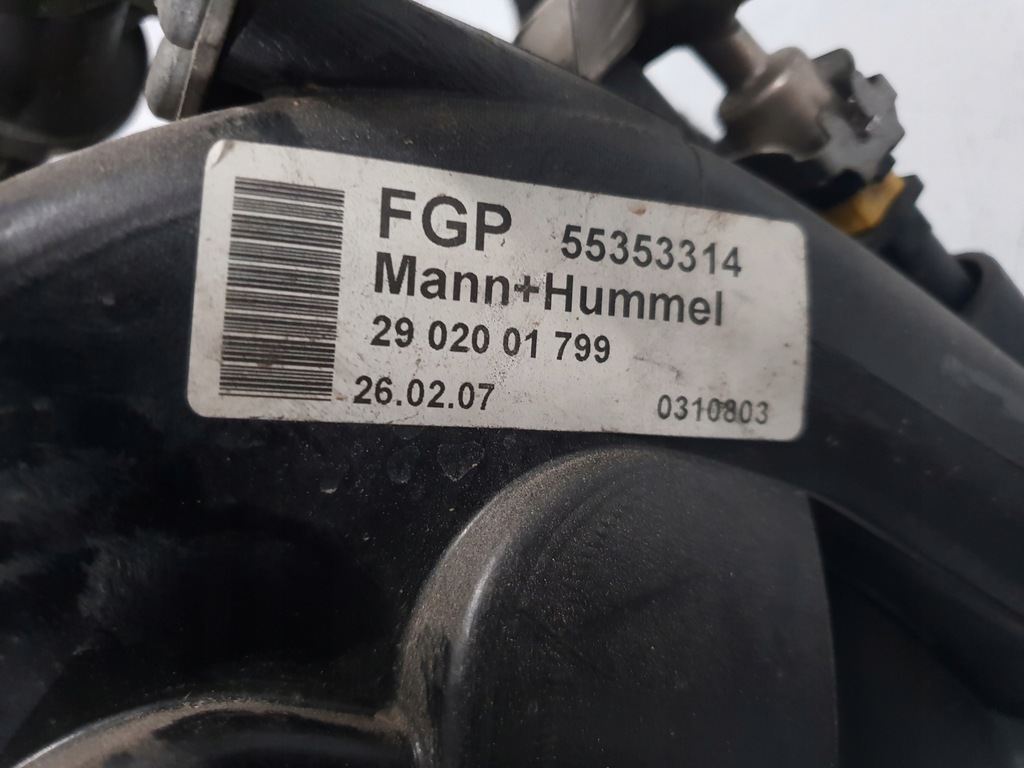 FGP 55353314
Mann+Hummel
29 020 01 799
26.02.07 0310803